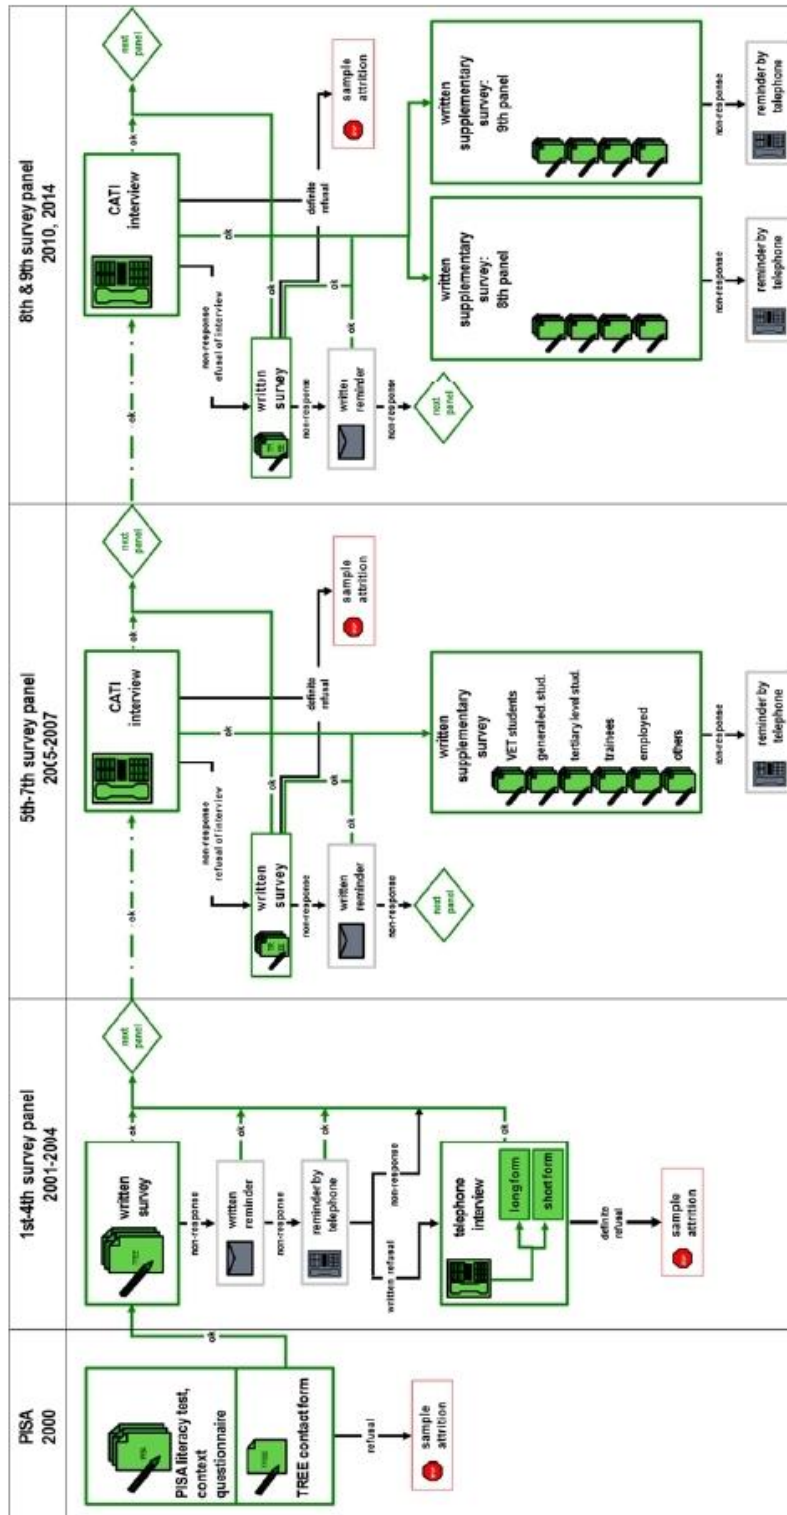 PISA
2000
PISA literacy test,
context
questionnaire
TREE contact form
ok
refusal
sample
attrition
1st-4th survey panel
2001-2004
written
survey
ok
next
panel
non-response
written
reminder
ok
non-response
reminder by
telephone
ok
written refusal
non-response
telephone
interview
long form
short form
ok
definite
refusal
sample
attrition
5th-7th survey panel
2005-2007
ok
CATI
interview
ok
next
panel
non-response
refusal of interview
ok
definite
refusal
sample
attrition
written
survey
ok
ok
non-response
written
reminder
ok
non-response
next
panel
written
supplementary
survey
VET students
generaled. stud.
tertiary level stud.
trainees
employed
others
non-response
reminder by
telephone
8th & 9th survey panel
2010, 2014
ok
CATI
interview
ok
next
panel
non-response
efusal of interview
ok
definite
refusal
sample
attrition
written
survey
ok
ok
non-response
written
reminder
ok
non-response
next
panel
written
supplementary
survey:
8th panel
non-response
reminder by
telephone
written
supplementary
survey:
9th panel
non-response
reminder by
telephone